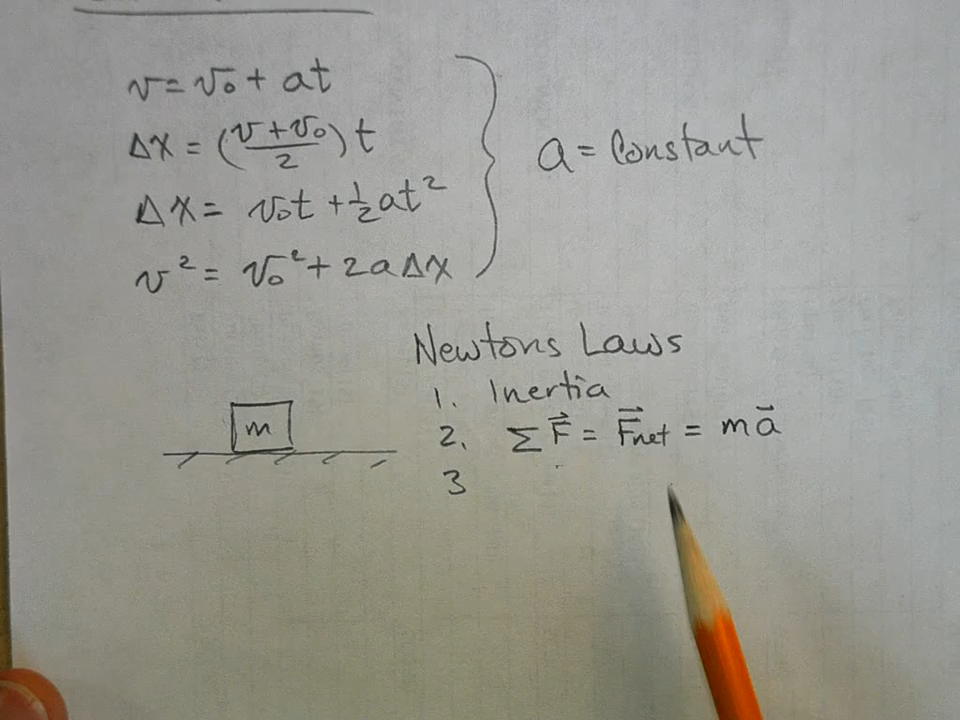 v = v₀ + at
Δx = (v + v₀ / 2) t
Δx = v₀t + ½at²
v² = v₀² + 2aΔx
a = Constant
Newtons Laws
1. Inertia
2. ΣF⃗ = F⃗net = ma⃗
3
m